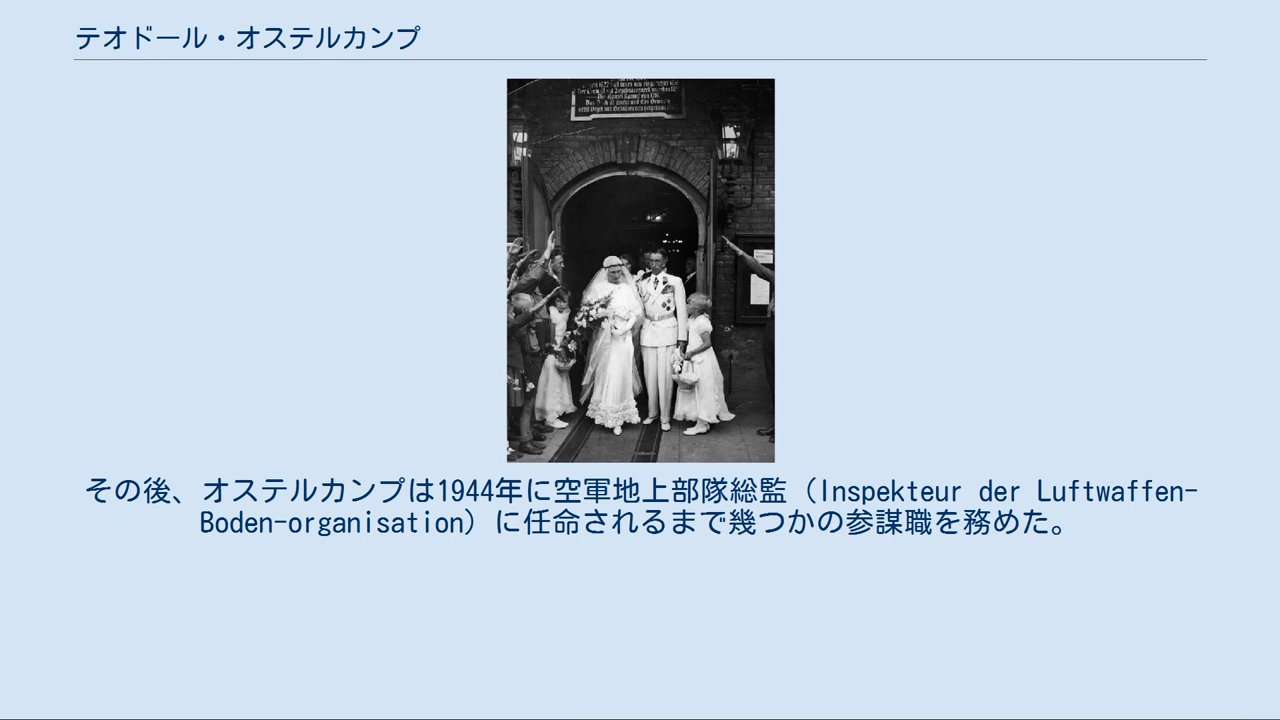 テオドール・オステルカンプ
その後、オステルカンプは1944年に空軍地上部隊総監（Inspekteur der Luftwaffen-
Boden-organisation）に任命されるまで幾つかの参謀職を務めた。